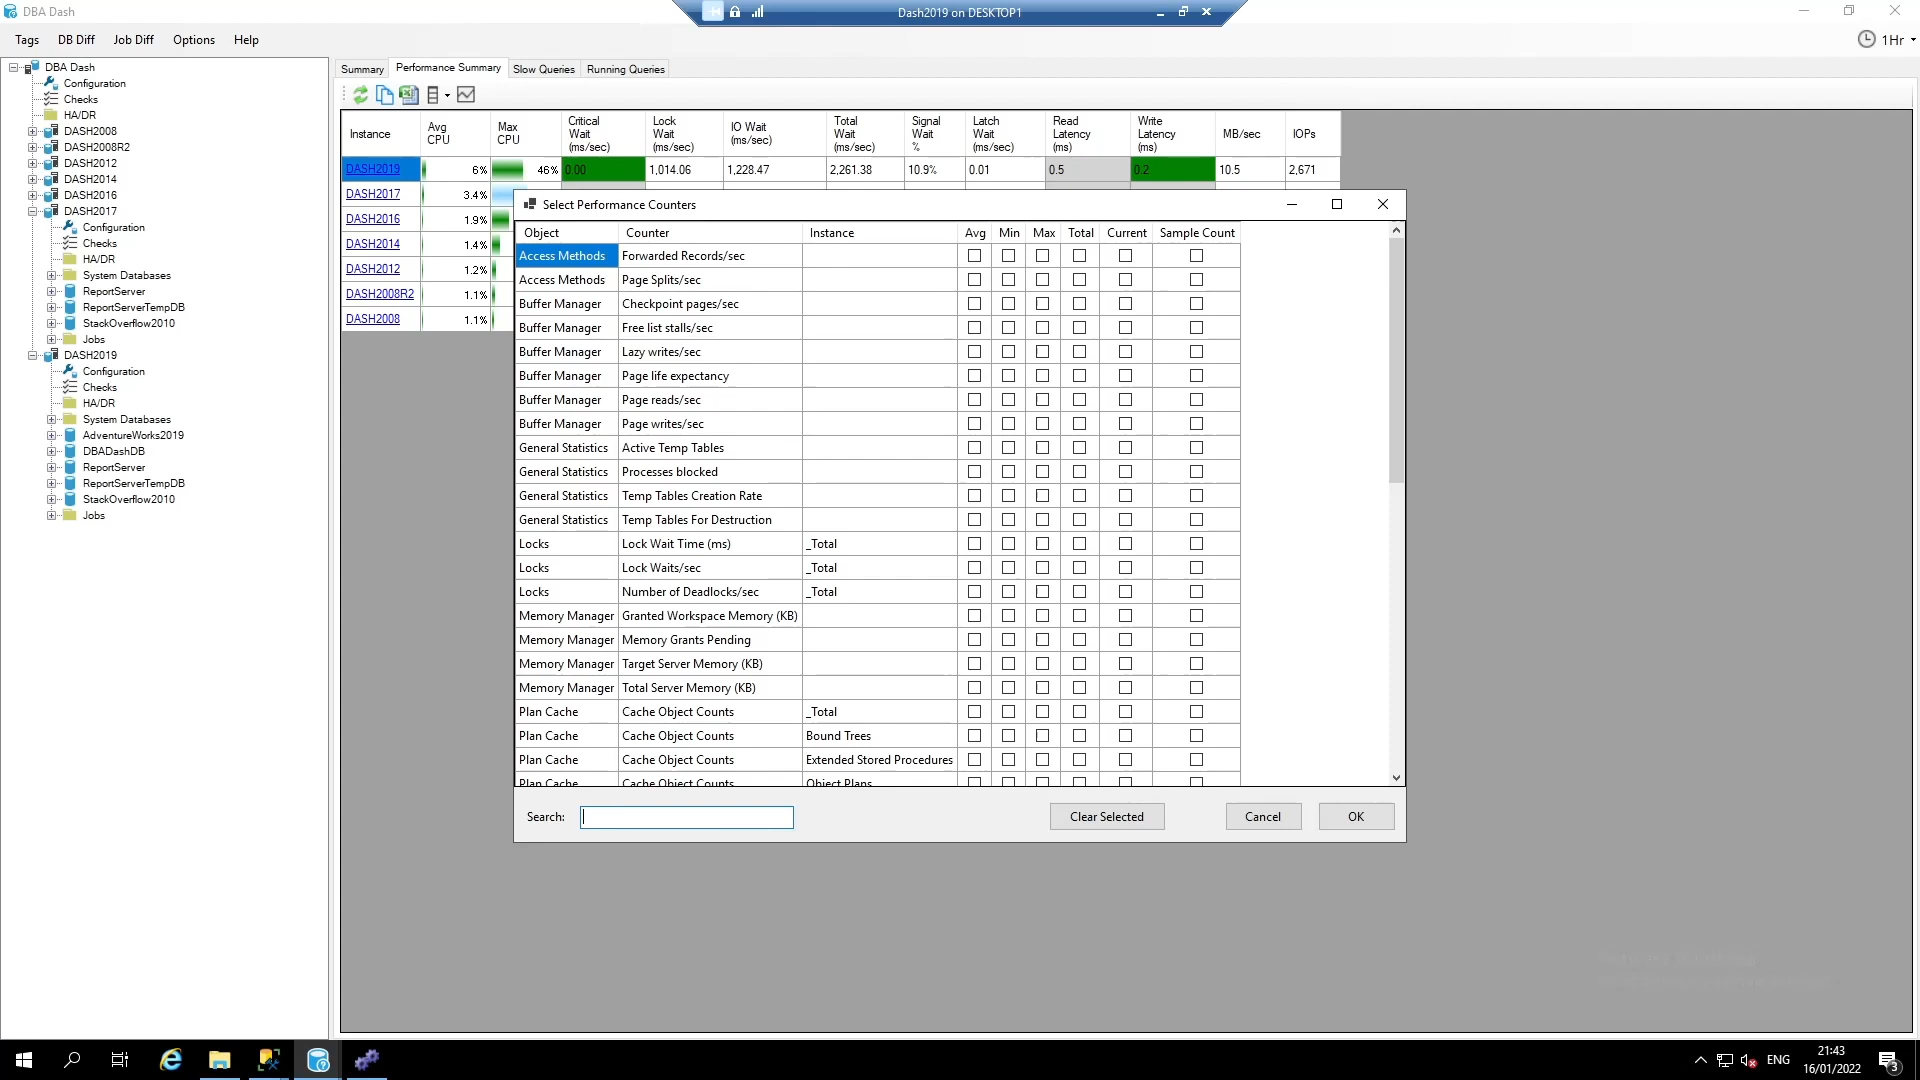 DBA Dash
Dash2019 on DESKTOP1
Tags DB Diff Job Diff Options Help
1Hr
DBA Dash
Configuration
Checks
HA/DR
DASH2008
DASH2008R2
DASH2012
DASH2014
DASH2016
DASH2017
Configuration
Checks
HA/DR
System Databases
ReportServer
ReportServerTempDB
StackOverflow2010
Jobs
DASH2019
Configuration
Checks
HA/DR
System Databases
AdventureWorks2019
DBADashDB
ReportServer
ReportServerTempDB
StackOverflow2010
Jobs
Summary Performance Summary Slow Queries Running Queries
Instance Avg CPU Max CPU Critical Wait (ms/sec) Lock Wait (ms/sec) IO Wait (ms/sec) Total Wait (ms/sec) Signal Wait % Latch Wait (ms/sec) Read Latency (ms) Write Latency (ms) MB/sec IOPs
DASH2019 6% 46% 0.00 1,014.06 1,228.47 2,261.38 10.9% 0.01 0.5 0.2 10.5 2,671
DASH2017 3.4%
DASH2016 1.9%
DASH2014 1.4%
DASH2012 1.2%
DASH2008R2 1.1%
DASH2008 1.1%
Select Performance Counters
Object Counter Instance Avg Min Max Total Current Sample Count
Access Methods Forwarded Records/sec
Access Methods Page Splits/sec
Buffer Manager Checkpoint pages/sec
Buffer Manager Free list stalls/sec
Buffer Manager Lazy writes/sec
Buffer Manager Page life expectancy
Buffer Manager Page reads/sec
Buffer Manager Page writes/sec
General Statistics Active Temp Tables
General Statistics Processes blocked
General Statistics Temp Tables Creation Rate
General Statistics Temp Tables For Destruction
Locks Lock Wait Time (ms) _Total
Locks Lock Waits/sec _Total
Locks Number of Deadlocks/sec _Total
Memory Manager Granted Workspace Memory (KB)
Memory Manager Memory Grants Pending
Memory Manager Target Server Memory (KB)
Memory Manager Total Server Memory (KB)
Plan Cache Cache Object Counts _Total
Plan Cache Cache Object Counts Bound Trees
Plan Cache Cache Object Counts Extended Stored Procedures
Plan Cache Cache Object Counts Object Plans
Search: Clear Selected Cancel OK
ENG
21:43
16/01/2022
3